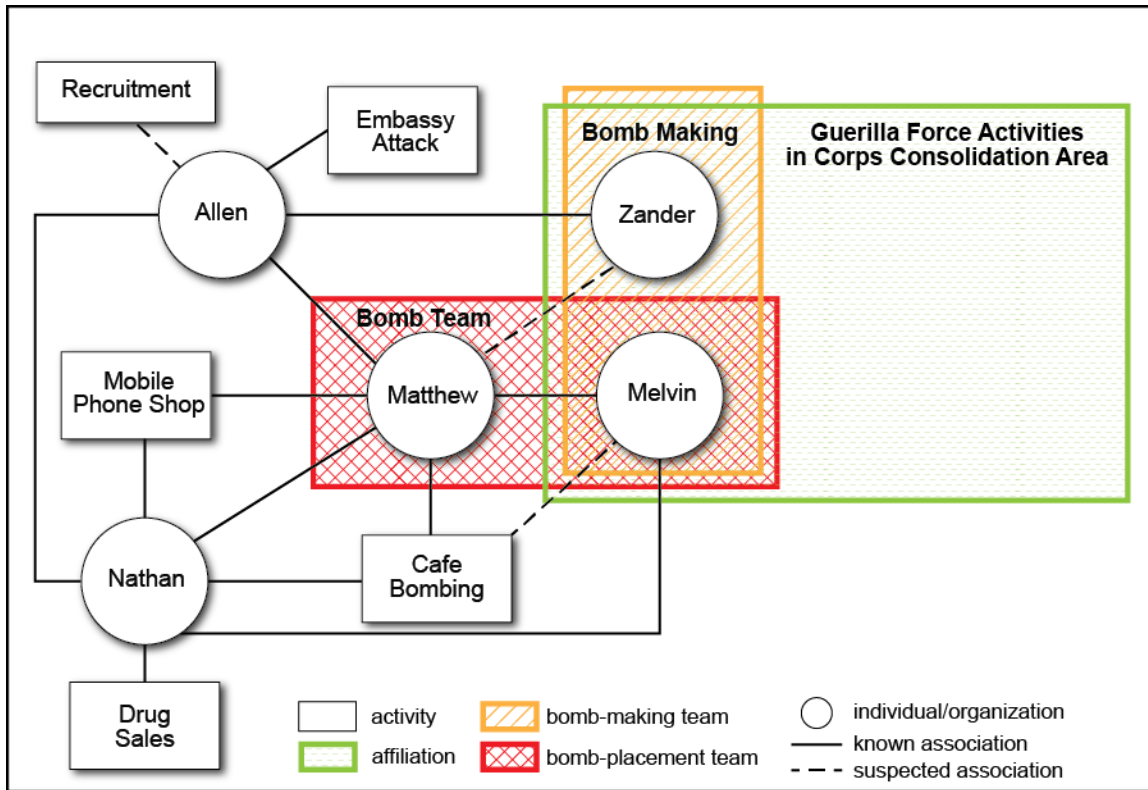 Recruitment
Embassy
Attack
Bomb Making
Guerilla Force Activities
in Corps Consolidation Area
Allen
Zander
Bomb Team
Mobile
Phone Shop
Matthew
Melvin
Nathan
Cafe
Bombing
Drug
Sales
activity
bomb-making team
individual/organization
affiliation
bomb-placement team
known association
suspected association